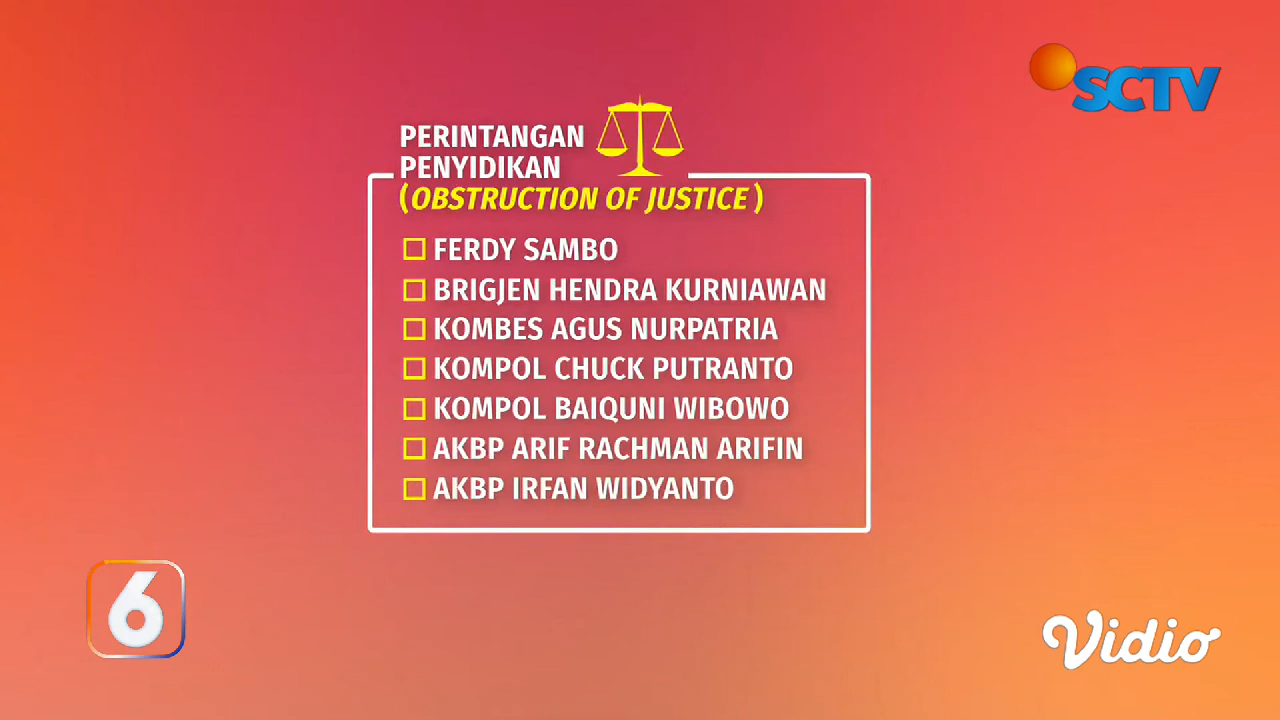 SCTV
PERINTANGAN
PENYIDIKAN
(OBSTRUCTION OF JUSTICE)
FERDY SAMBO
BRIGJEN HENDRA KURNIAWAN
KOMBES AGUS NURPATRIA
KOMPOL CHUCK PUTRANTO
KOMPOL BAIQUNI WIBOWO
AKBP ARIF RACHMAN ARIFIN
AKBP IRFAN WIDYANTO
6
Vidio